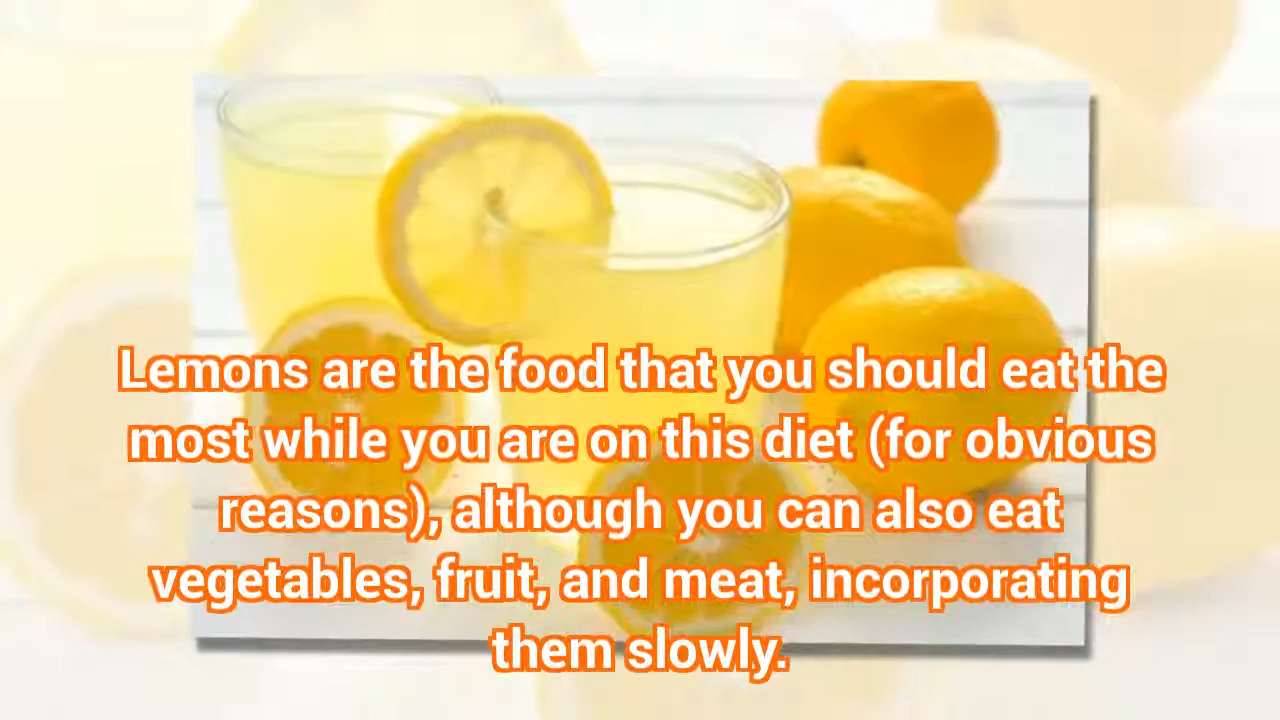 Lemons are the food that you should eat the
most while you are on this diet (for obvious
reasons), although you can also eat
vegetables, fruit, and meat, incorporating
them slowly.